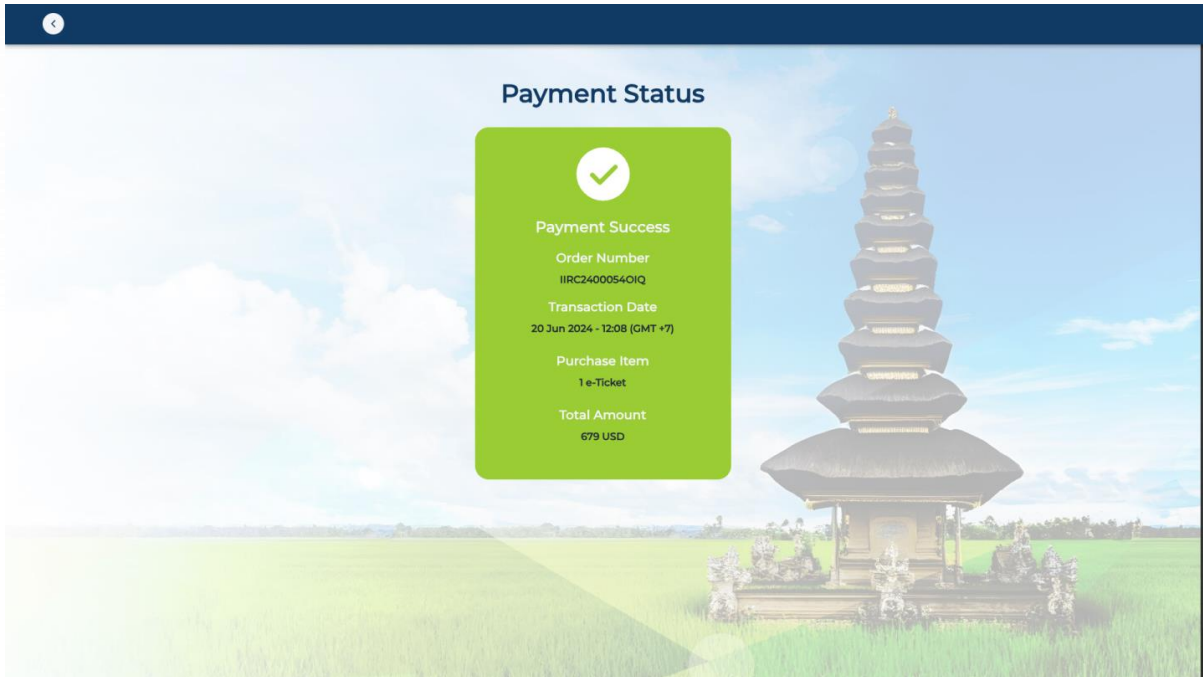 Payment Status
Payment Success
Order Number
IIRC2400054OIQ
Transaction Date
20 Jun 2024 - 12:08 (GMT +7)
Purchase Item
1 e-Ticket
Total Amount
679 USD